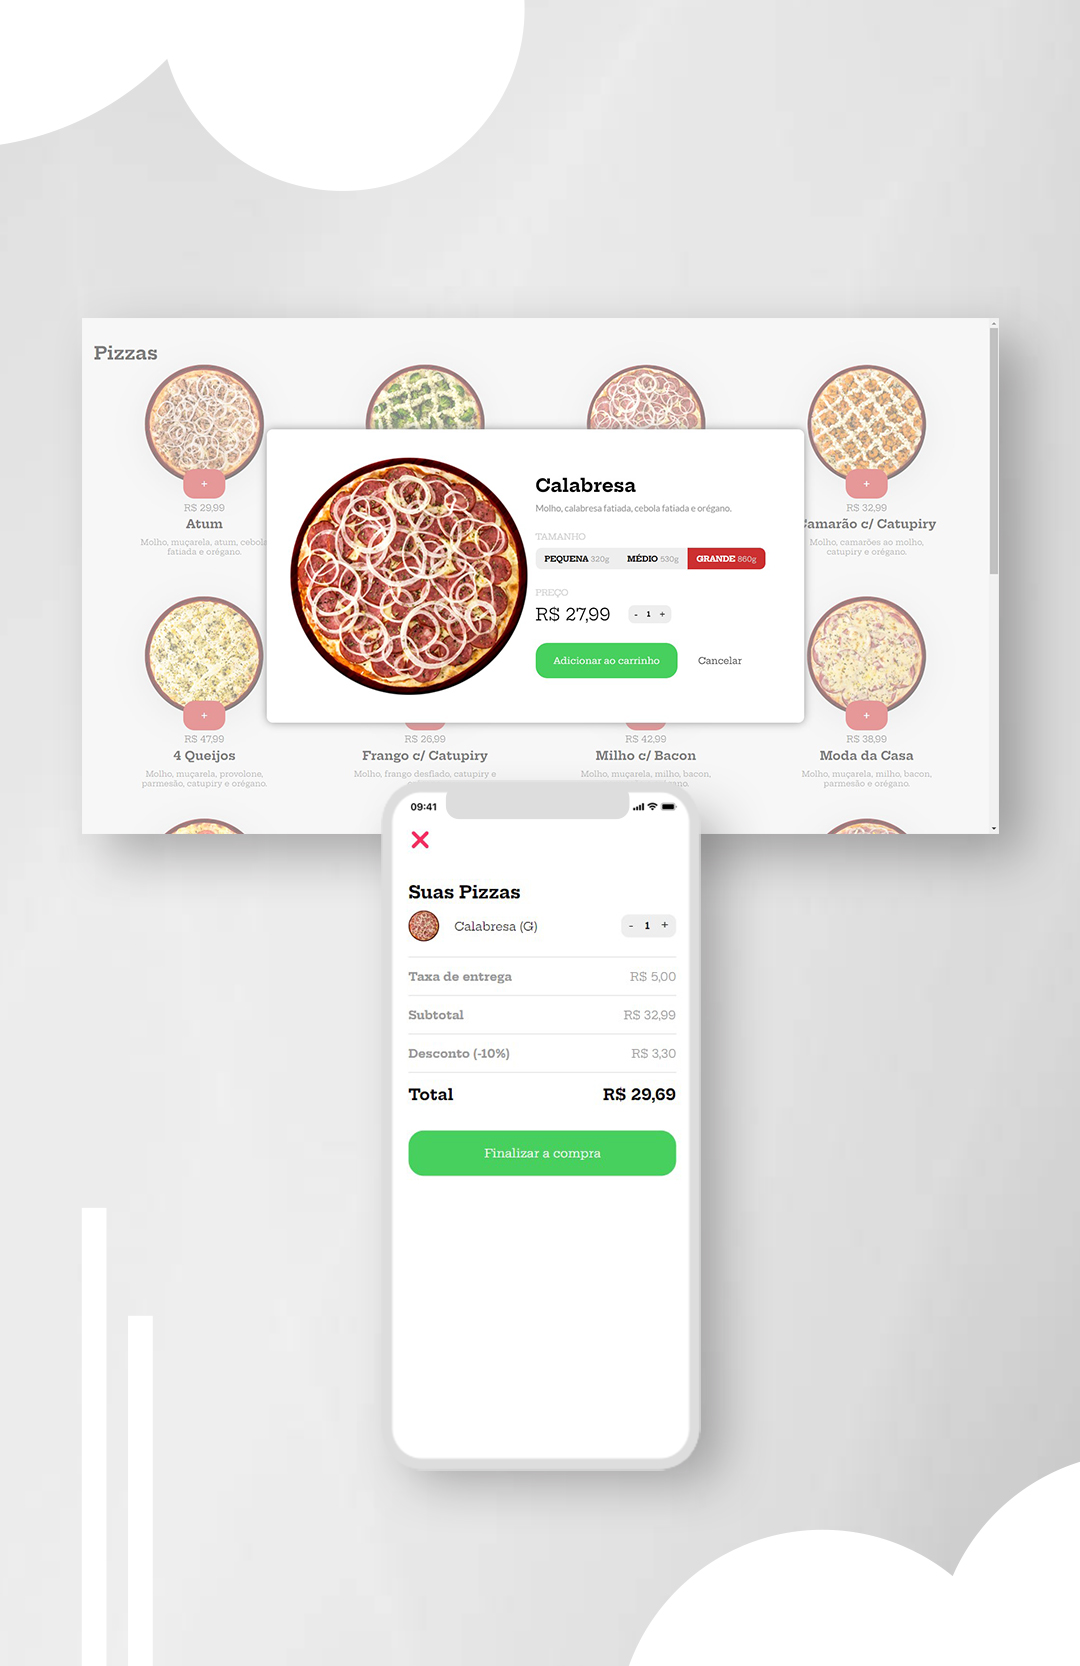 Pizzas
+
R$ 29,99
Atum
Molho, muçarela, atum, cebola
fatiada e orégano.
+
R$ 32,99
Camarão c/ Catupiry
Molho, camarões ao molho,
catupiry e orégano.
Calabresa
Molho, calabresa fatiada, cebola fatiada e orégano.
TAMANHO
PEQUENA 320g MÉDIO 530g GRANDE 860g
PREÇO
R$ 27,99 - 1 +
Adicionar ao carrinho Cancelar
+
R$ 47,99
4 Queijos
Molho, muçarela, provolone,
parmesão, catupiry e orégano.
R$ 26,99
Frango c/ Catupiry
Molho, frango desfiado, catupiry e
R$ 42,99
Milho c/ Bacon
Molho, muçarela, milho, bacon,
+
R$ 38,99
Moda da Casa
Molho, muçarela, milho, bacon,
parmesão e orégano.
09:41
Suas Pizzas
Calabresa (G) - 1 +
Taxa de entrega R$ 5,00
Subtotal R$ 32,99
Desconto (-10%) R$ 3,30
Total R$ 29,69
Finalizar a compra